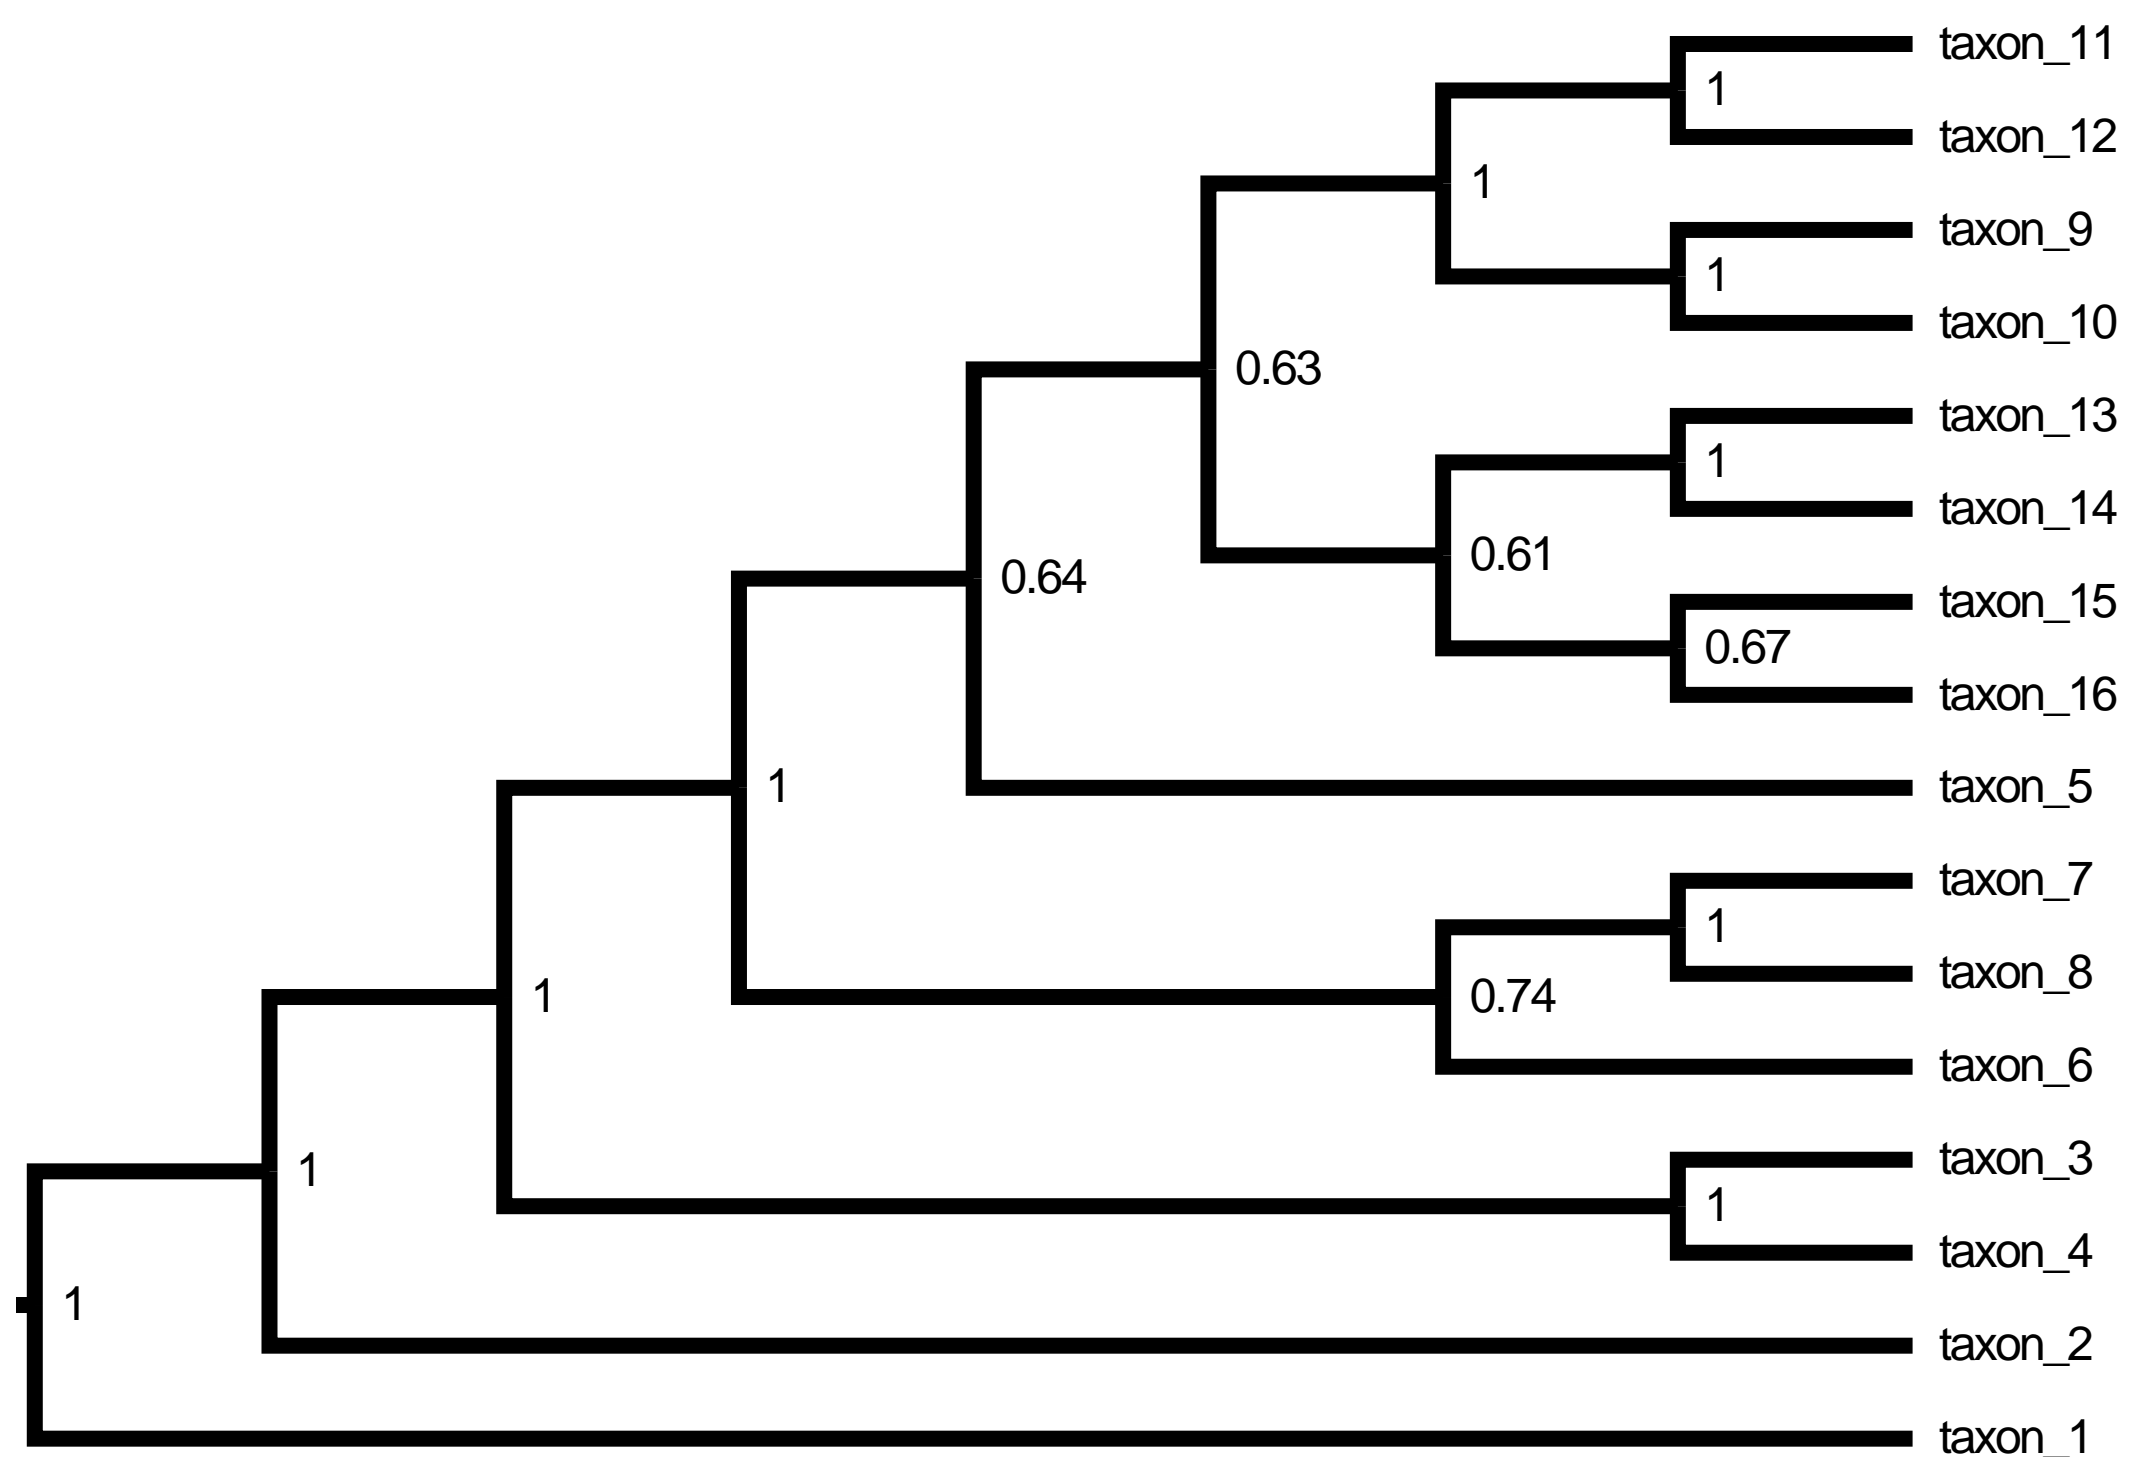 taxon_11
1
taxon_12
1
taxon_9
1
taxon_10
0.63
taxon_13
1
taxon_14
0.61
0.64
taxon_15
0.67
taxon_16
1
taxon_5
taxon_7
1
taxon_8
1
0.74
taxon_6
taxon_3
1
1
taxon_4
1
taxon_2
taxon_1